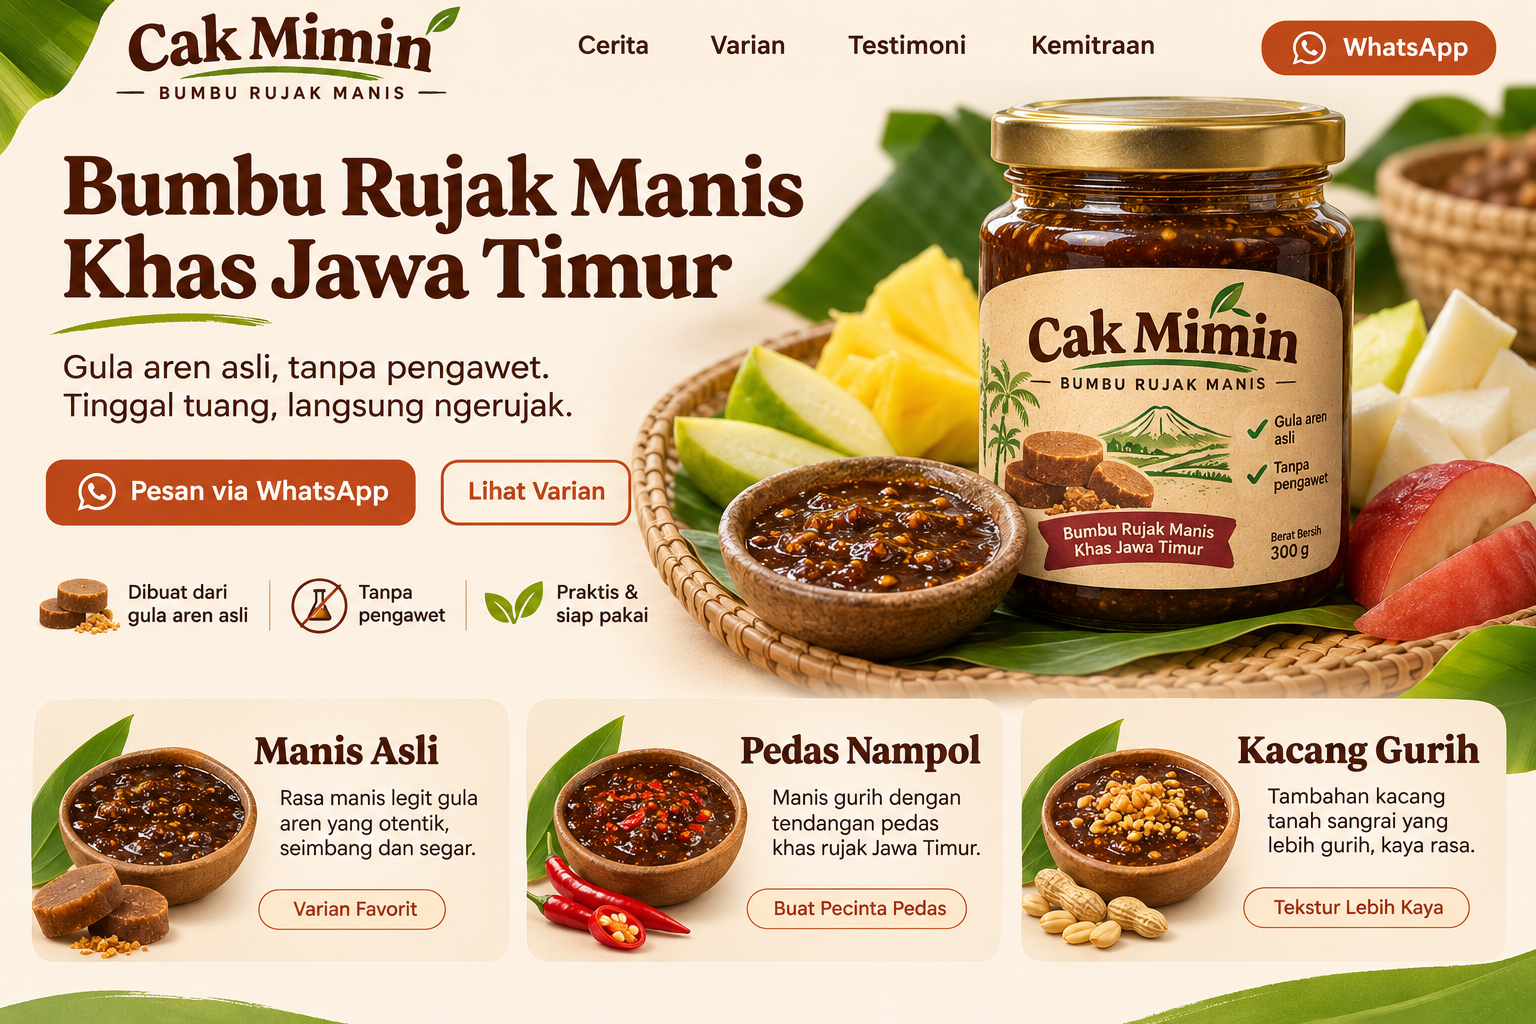 Cak Mimin
BUMBU RUJAK MANIS
Cerita
Varian
Testimoni
Kemitraan
WhatsApp
Bumbu Rujak Manis
Khas Jawa Timur
Gula aren asli, tanpa pengawet.
Tinggal tuang, langsung ngerujak.
Pesan via WhatsApp
Lihat Varian
Dibuat dari
gula aren asli
Tanpa
pengawet
Praktis &
siap pakai
Cak Mimin
BUMBU RUJAK MANIS
Gula aren
asli
Tanpa
pengawet
Bumbu Rujak Manis
Khas Jawa Timur
Berat Bersih
300 g
Manis Asli
Rasa manis legit gula
aren yang otentik,
seimbang dan segar.
Varian Favorit
Pedas Nampol
Manis gurih dengan
tendangan pedas
khas rujak Jawa Timur.
Buat Pecinta Pedas
Kacang Gurih
Tambahan kacang
tanah sangrai yang
lebih gurih, kaya rasa.
Tekstur Lebih Kaya